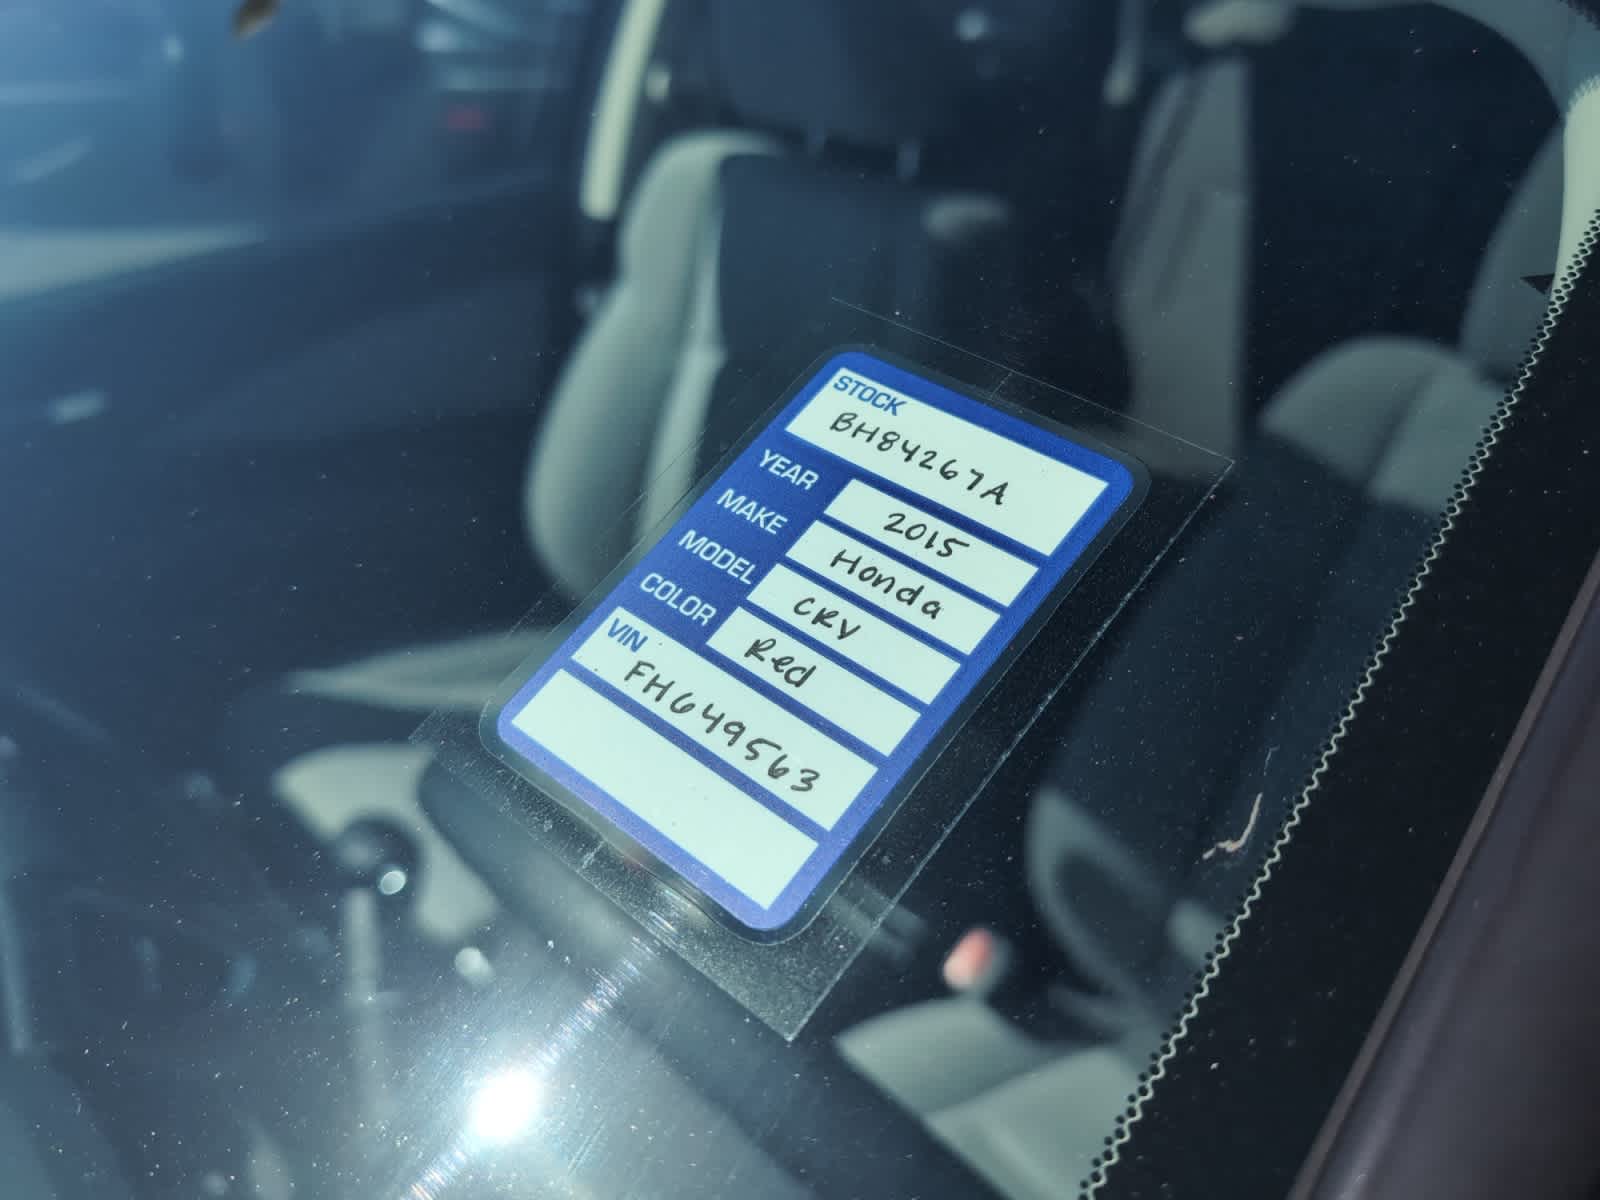 STOCK
BH84267A
YEAR 2015
MAKE Honda
MODEL CRV
COLOR Red
VIN
FH649563